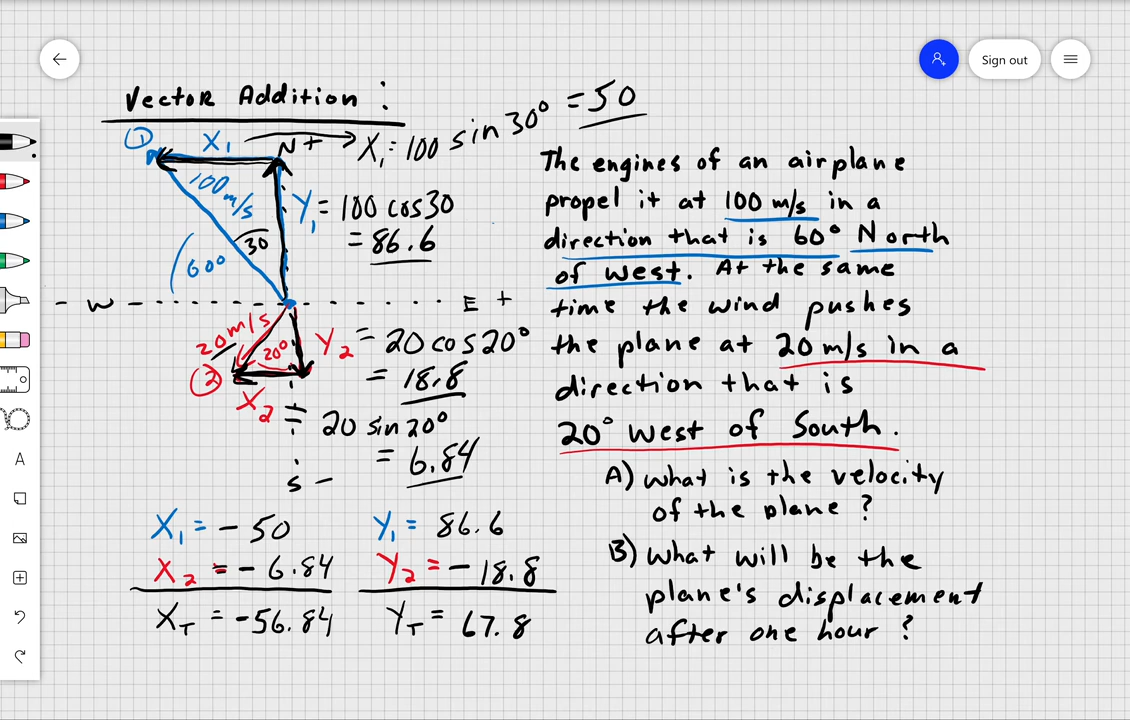 Sign out
Vector Addition :
① X₁ N + X₁ = 100 sin 30° = 50
100 m/s
Y₁ = 100 cos 30
= 86.6
30
60°
- W E +
20 m/s
20°
Y₂ = 20 cos 20°
= 18.8
②
X₂ = 20 sin 20°
= 6.84
S -
X₁ = - 50
X₂ = - 6.84
X_T = -56.84
Y₁ = 86.6
Y₂ = - 18.8
Y_T = 67.8
The engines of an airplane
propel it at 100 m/s in a
direction that is 60° North
of west. At the same
time the wind pushes
the plane at 20 m/s in a
direction that is
20° west of South.
A) what is the velocity
of the plane ?
B) what will be the
plane's displacement
after one hour ?
A